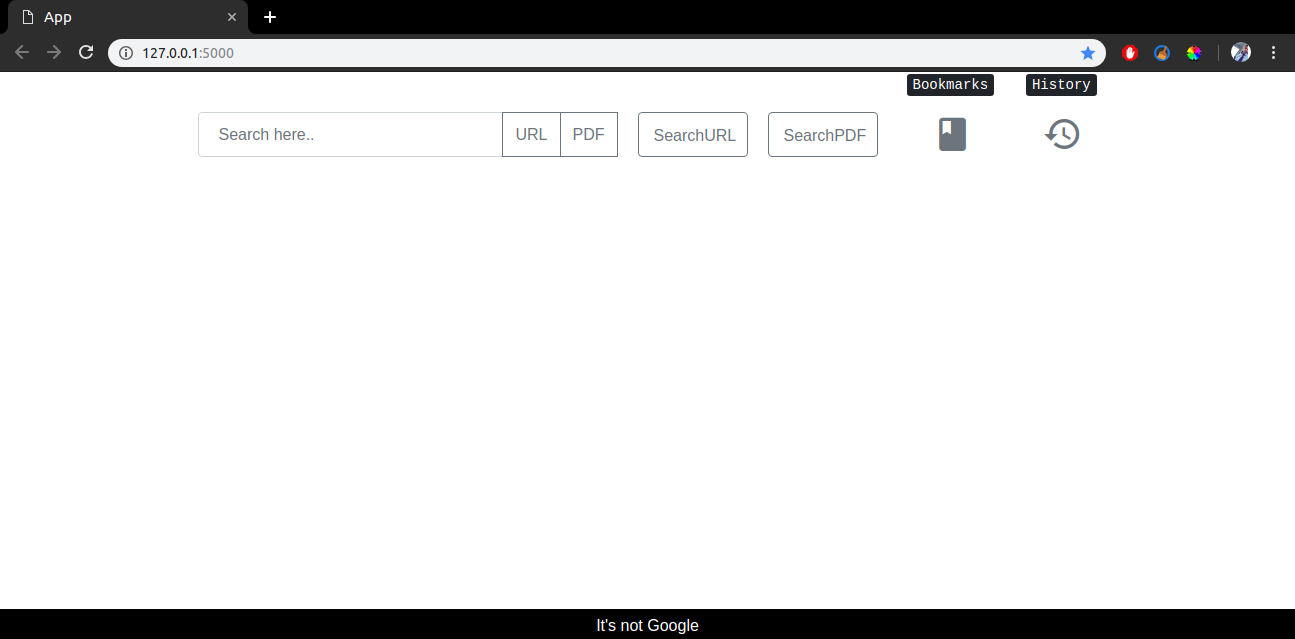 App
127.0.0.1:5000
Bookmarks History
Search here.. URL PDF SearchURL SearchPDF
It's not Google